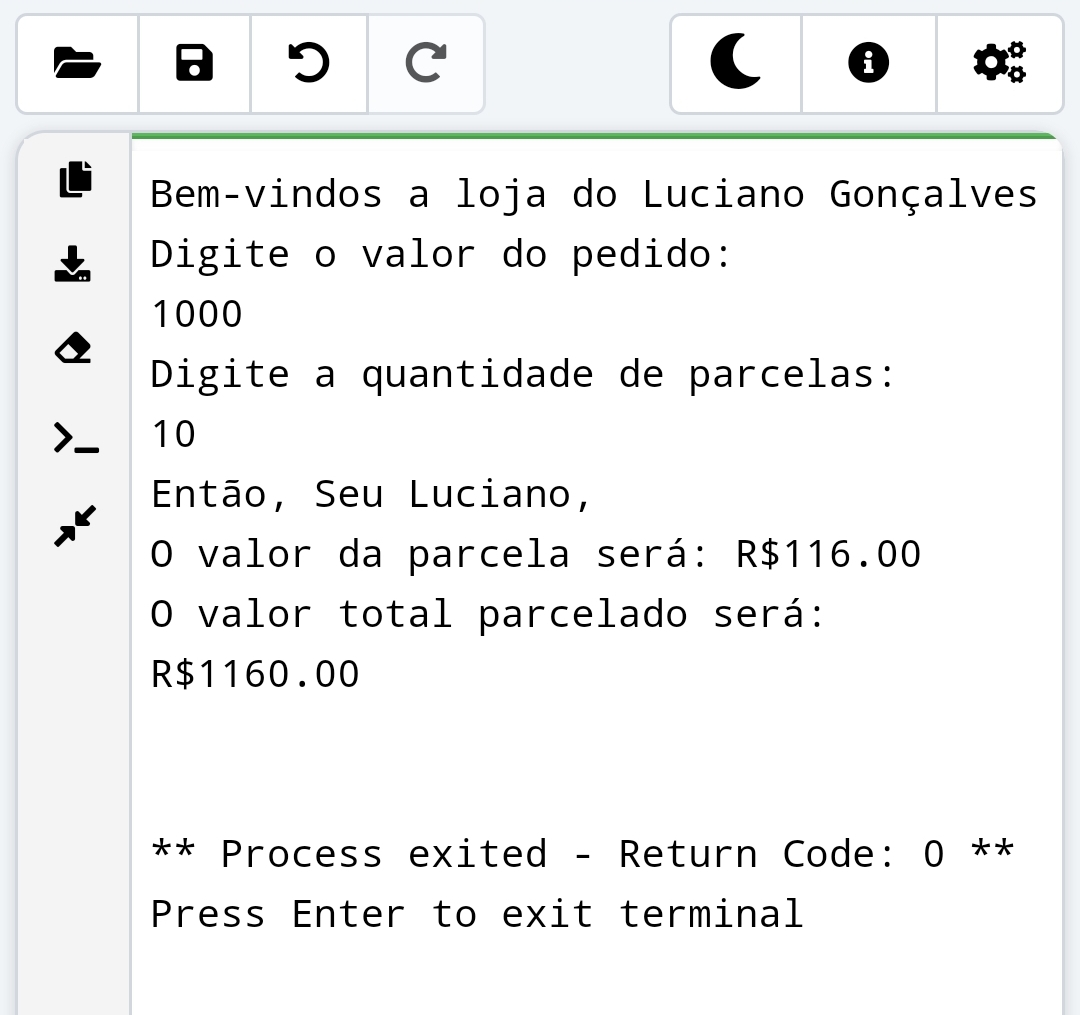 Bem-vindos a loja do Luciano Gonçalves
Digite o valor do pedido:
1000
Digite a quantidade de parcelas:
10
Então, Seu Luciano,
O valor da parcela será: R$116.00
O valor total parcelado será:
R$1160.00
** Process exited - Return Code: 0 **
Press Enter to exit terminal